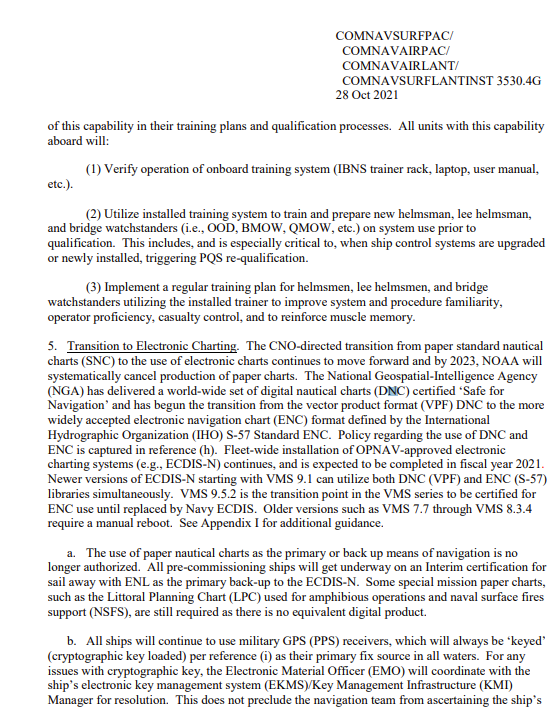 COMNAVSURFPAC/
COMNAVAIRPAC/
COMNAVAIRLANT/
COMNAVSURFLANTINST 3530.4G
28 Oct 2021
of this capability in their training plans and qualification processes. All units with this capability
aboard will:
(1) Verify operation of onboard training system (IBNS trainer rack, laptop, user manual,
etc.).
(2) Utilize installed training system to train and prepare new helmsman, lee helmsman,
and bridge watchstanders (i.e., OOD, BMOW, QMOW, etc.) on system use prior to
qualification. This includes, and is especially critical to, when ship control systems are upgraded
or newly installed, triggering PQS re-qualification.
(3) Implement a regular training plan for helmsmen, lee helmsmen, and bridge
watchstanders utilizing the installed trainer to improve system and procedure familiarity,
operator proficiency, casualty control, and to reinforce muscle memory.
5. Transition to Electronic Charting. The CNO-directed transition from paper standard nautical
charts (SNC) to the use of electronic charts continues to move forward and by 2023, NOAA will
systematically cancel production of paper charts. The National Geospatial-Intelligence Agency
(NGA) has delivered a world-wide set of digital nautical charts (DNC) certified ‘Safe for
Navigation’ and has begun the transition from the vector product format (VPF) DNC to the more
widely accepted electronic navigation chart (ENC) format defined by the International
Hydrographic Organization (IHO) S-57 Standard ENC. Policy regarding the use of DNC and
ENC is captured in reference (h). Fleet-wide installation of OPNAV-approved electronic
charting systems (e.g., ECDIS-N) continues, and is expected to be completed in fiscal year 2021.
Newer versions of ECDIS-N starting with VMS 9.1 can utilize both DNC (VPF) and ENC (S-57)
libraries simultaneously. VMS 9.5.2 is the transition point in the VMS series to be certified for
ENC use until replaced by Navy ECDIS. Older versions such as VMS 7.7 through VMS 8.3.4
require a manual reboot. See Appendix I for additional guidance.
a. The use of paper nautical charts as the primary or back up means of navigation is no
longer authorized. All pre-commissioning ships will get underway on an Interim certification for
sail away with ENL as the primary back-up to the ECDIS-N. Some special mission paper charts,
such as the Littoral Planning Chart (LPC) used for amphibious operations and naval surface fires
support (NSFS), are still required as there is no equivalent digital product.
b. All ships will continue to use military GPS (PPS) receivers, which will always be ‘keyed’
(cryptographic key loaded) per reference (i) as their primary fix source in all waters. For any
issues with cryptographic key, the Electronic Material Officer (EMO) will coordinate with the
ship’s electronic key management system (EKMS)/Key Management Infrastructure (KMI)
Manager for resolution. This does not preclude the navigation team from ascertaining the ship’s